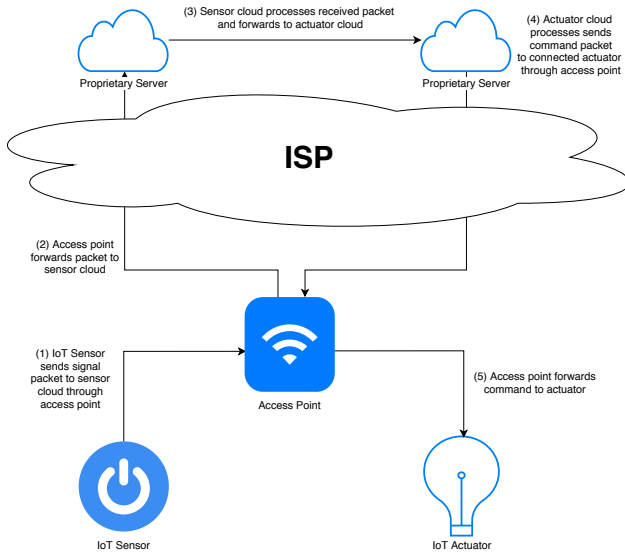 (3) Sensor cloud processes received packet
and forwards to actuator cloud
(4) Actuator cloud
processes sends
command packet
to connected actuator
through access point
Proprietary Server
Proprietary Server
ISP
(2) Access point
forwards packet to
sensor cloud
(1) IoT Sensor
sends signal
packet to sensor
cloud through
access point
Access Point
(5) Access point forwards
command to actuator
IoT Sensor
IoT Actuator